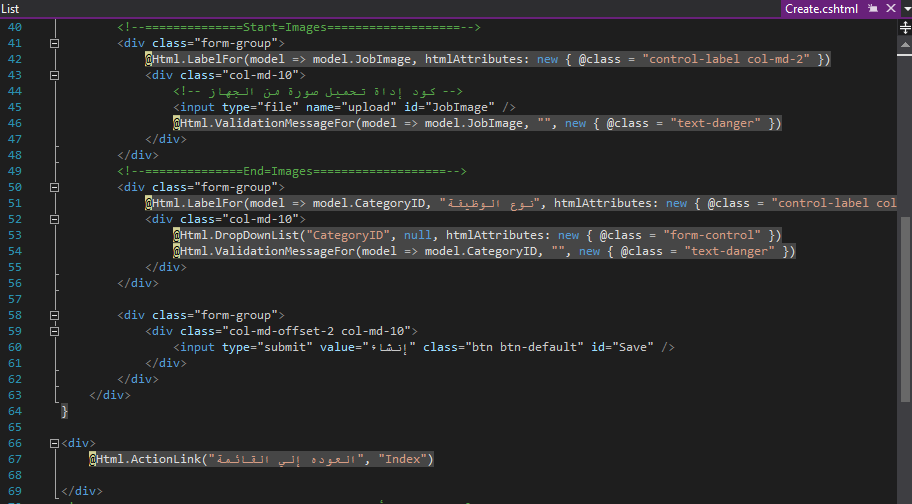 List
Create.cshtml
40 <!--==============Start=Images=====================-->
41 <div class="form-group">
42 @Html.LabelFor(model => model.JobImage, htmlAttributes: new { @class = "control-label col-md-2" })
43 <div class="col-md-10">
44 <!-- كود إداة تحميل صورة من الجهاز -->
45 <input type="file" name="upload" id="JobImage" />
46 @Html.ValidationMessageFor(model => model.JobImage, "", new { @class = "text-danger" })
47 </div>
48 </div>
49 <!--==============End=Images===================-->
50 <div class="form-group">
51 @Html.LabelFor(model => model.CategoryID, "نوع الوظيفة", htmlAttributes: new { @class = "control-label col
52 <div class="col-md-10">
53 @Html.DropDownList("CategoryID", null, htmlAttributes: new { @class = "form-control" })
54 @Html.ValidationMessageFor(model => model.CategoryID, "", new { @class = "text-danger" })
55 </div>
56 </div>
57
58 <div class="form-group">
59 <div class="col-md-offset-2 col-md-10">
60 <input type="submit" value="إنشاء" class="btn btn-default" id="Save" />
61 </div>
62 </div>
63 </div>
64 }
65
66 <div>
67 @Html.ActionLink("العوده إلي القائمة", "Index")
68
69 </div>